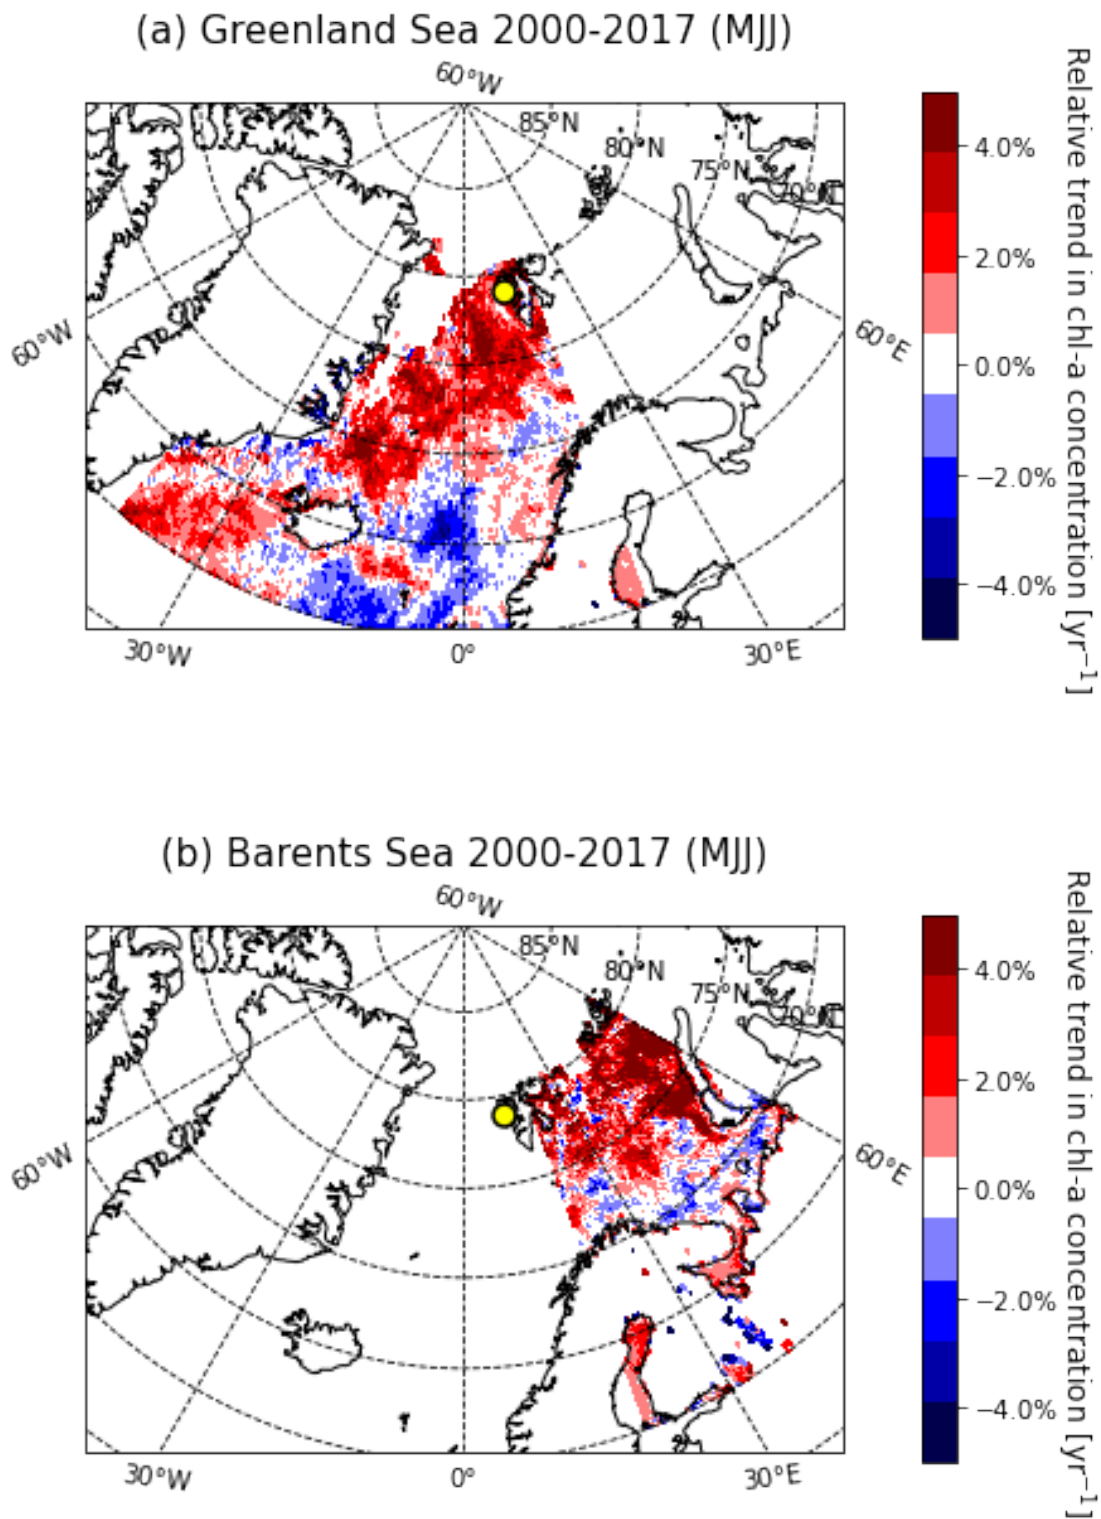 (a) Greenland Sea 2000-2017 (MJJ)
60°W
85°N
80°N
75°N
70°N
60°W
60°E
30°W
0°
30°E
4.0%
2.0%
0.0%
−2.0%
−4.0%
Relative trend in chl-a concentration [yr⁻¹]
(b) Barents Sea 2000-2017 (MJJ)
60°W
85°N
80°N
75°N
70°N
60°W
60°E
30°W
0°
30°E
4.0%
2.0%
0.0%
−2.0%
−4.0%
Relative trend in chl-a concentration [yr⁻¹]